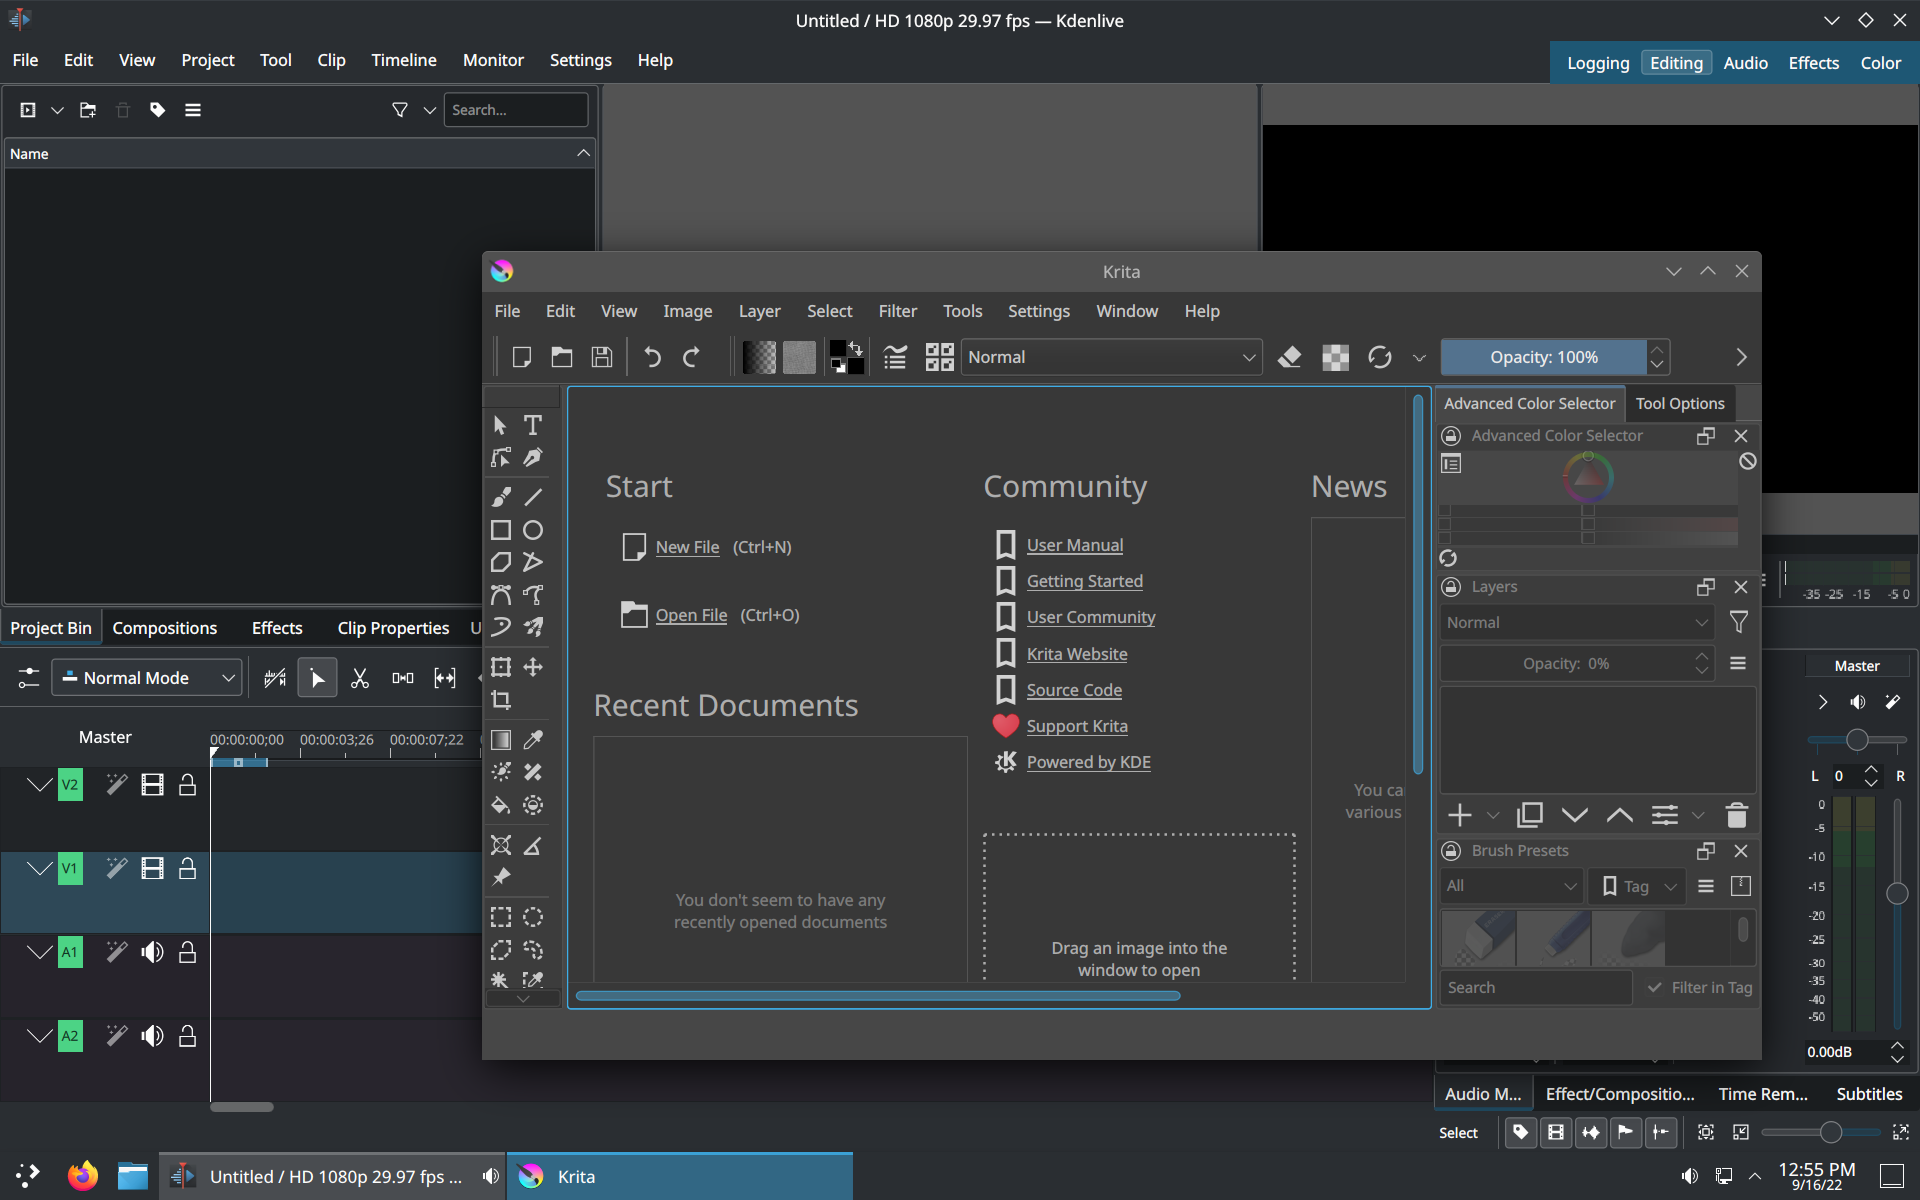 Untitled / HD 1080p 29.97 fps — Kdenlive
File Edit View Project Tool Clip Timeline Monitor Settings Help
Logging Editing Audio Effects Color
Search...
Name
Krita
File Edit View Image Layer Select Filter Tools Settings Window Help
Normal
Opacity: 100%
Advanced Color Selector Tool Options
Advanced Color Selector
Start
New File (Ctrl+N)
Open File (Ctrl+O)
Recent Documents
You don't seem to have any
recently opened documents
Community
User Manual
Getting Started
User Community
Krita Website
Source Code
Support Krita
Powered by KDE
Drag an image into the
window to open
News
You ca
various
Layers
Normal
Opacity: 0%
Brush Presets
All
Tag
Search
Filter in Tag
-35 -25 -15 -5 0
Project Bin Compositions Effects Clip Properties U
Normal Mode
Master
00:00:00;00 00:00:03;26 00:00:07;22
V2
V1
A1
A2
Master
L 0 R
0
-5
-10
-15
-20
-25
-30
-35
-40
-50
0.00dB
Audio M... Effect/Compositio... Time Rem... Subtitles
Select
Untitled / HD 1080p 29.97 fps ...
Krita
12:55 PM
9/16/22